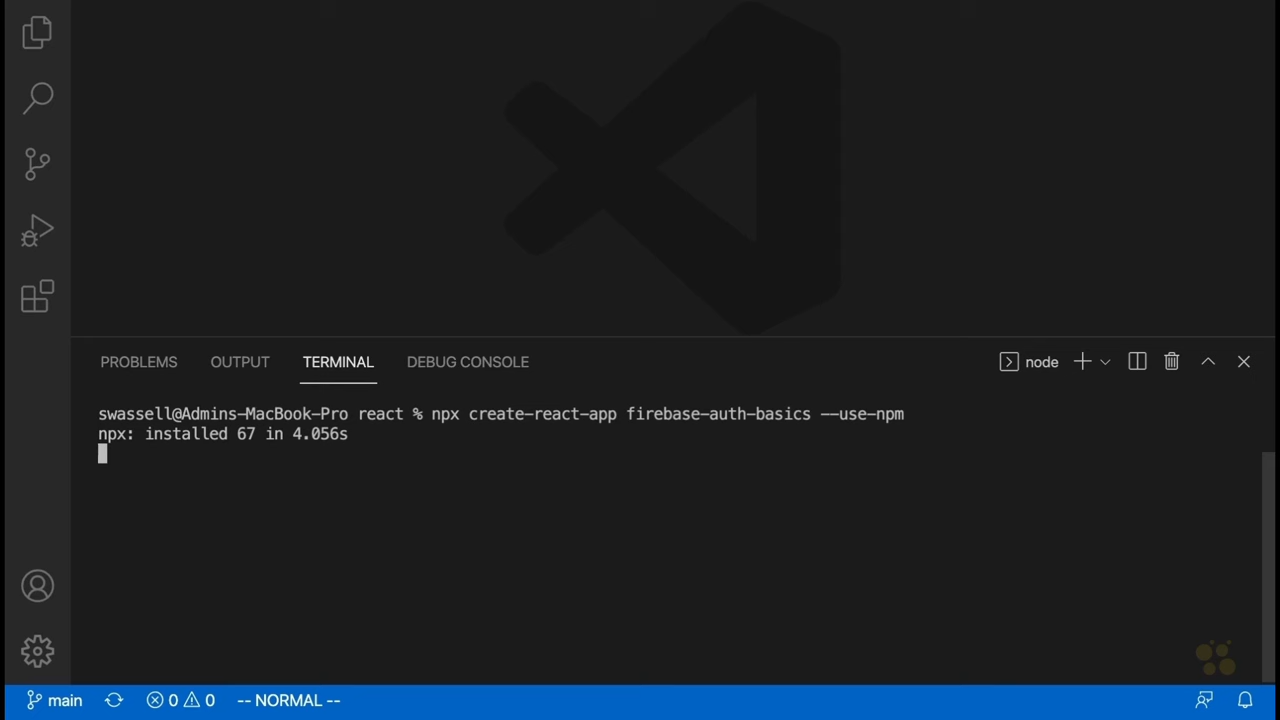 PROBLEMS OUTPUT TERMINAL DEBUG CONSOLE node
swassell@Admins-MacBook-Pro react % npx create-react-app firebase-auth-basics --use-npm
npx: installed 67 in 4.056s
main 0 0 -- NORMAL --